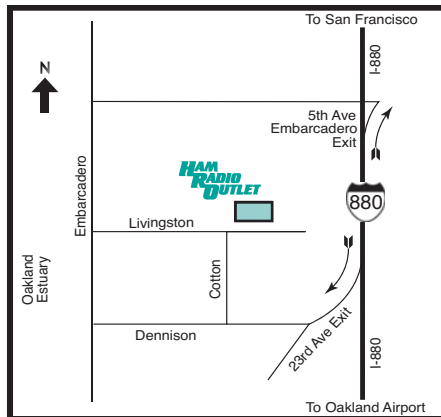 To San Francisco
I-880
N
5th Ave
Embarcadero
Exit
HAM
RADIO
OUTLET
Embarcadero
880
Livingston
Oakland
Estuary
Cotton
Dennison
23rd Ave Exit
I-880
To Oakland Airport